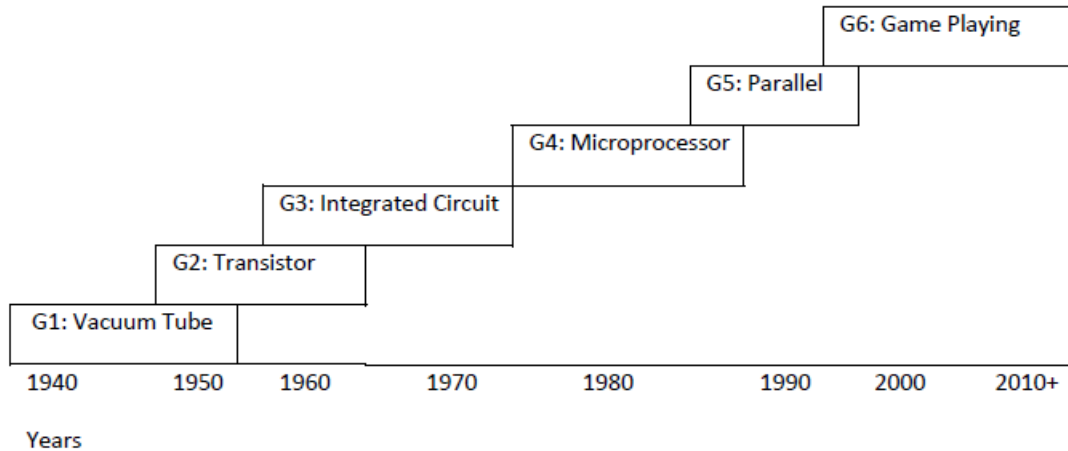 G6: Game Playing
G5: Parallel
G4: Microprocessor
G3: Integrated Circuit
G2: Transistor
G1: Vacuum Tube
1940 1950 1960 1970 1980 1990 2000 2010+
Years